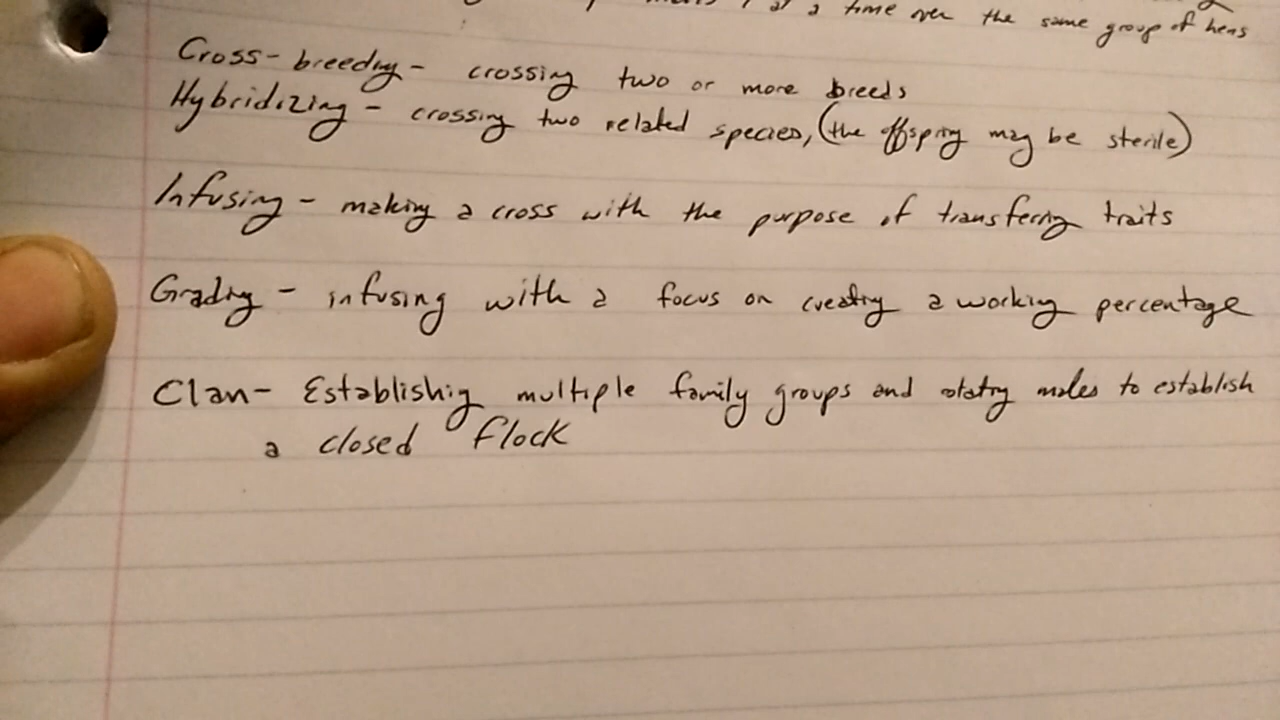 at a time over the same group of hens
Cross-breeding - crossing two or more breeds
Hybridizing - crossing two related species, (the offspring may be sterile)
Infusing - making a cross with the purpose of transferring traits
Grading - infusing with a focus on creating a working percentage
Clan- Establishing multiple family groups and rotating males to establish
a closed flock